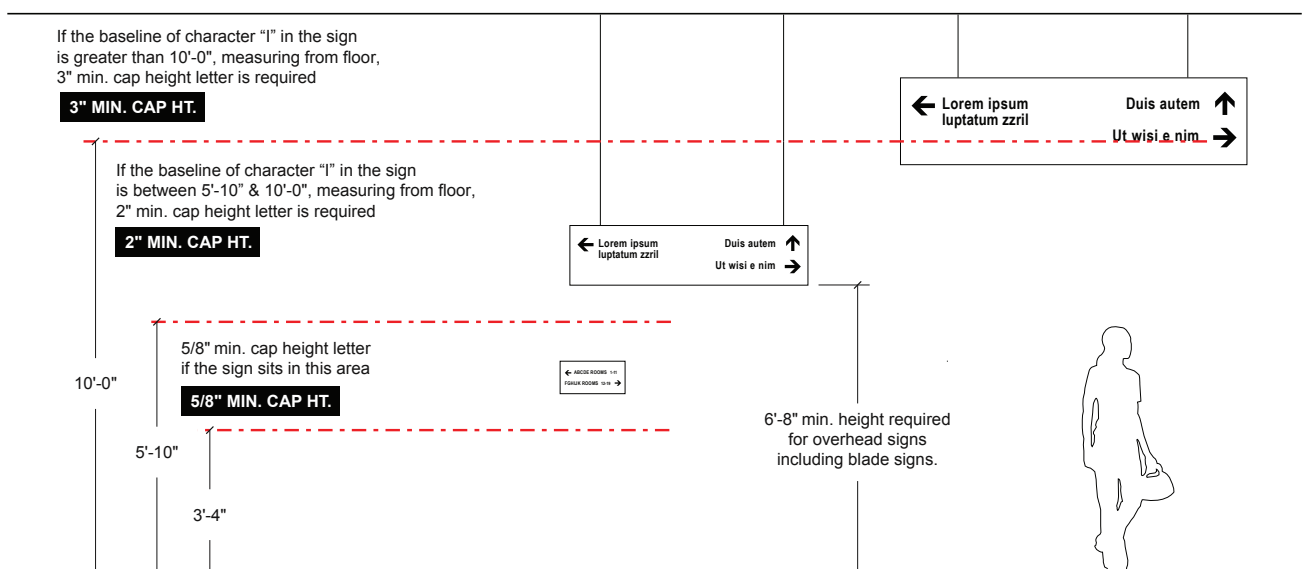 If the baseline of character “I” in the sign
is greater than 10'-0", measuring from floor,
3" min. cap height letter is required
3" MIN. CAP HT.
If the baseline of character “I” in the sign
is between 5'-10” & 10'-0", measuring from floor,
2" min. cap height letter is required
2" MIN. CAP HT.
5/8" min. cap height letter
if the sign sits in this area
5/8" MIN. CAP HT.
10'-0"
5'-10"
3'-4"
Lorem ipsum
luptatum zzril
Duis autem
Ut wisi e nim
Lorem ipsum
luptatum zzril
Duis autem
Ut wisi e nim
ABCDE ROOMS 1-11
FGHIJK ROOMS 12-19
6'-8" min. height required
for overhead signs
including blade signs.